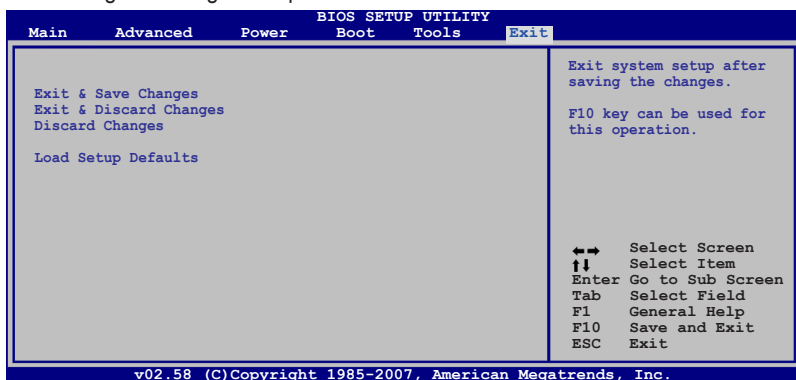 BIOS SETUP UTILITY
Main Advanced Power Boot Tools Exit
Exit & Save Changes
Exit & Discard Changes
Discard Changes
Load Setup Defaults
Exit system setup after
saving the changes.
F10 key can be used for
this operation.
←→ Select Screen
↑↓ Select Item
Enter Go to Sub Screen
Tab Select Field
F1 General Help
F10 Save and Exit
ESC Exit
v02.58 (C)Copyright 1985-2007, American Megatrends, Inc.